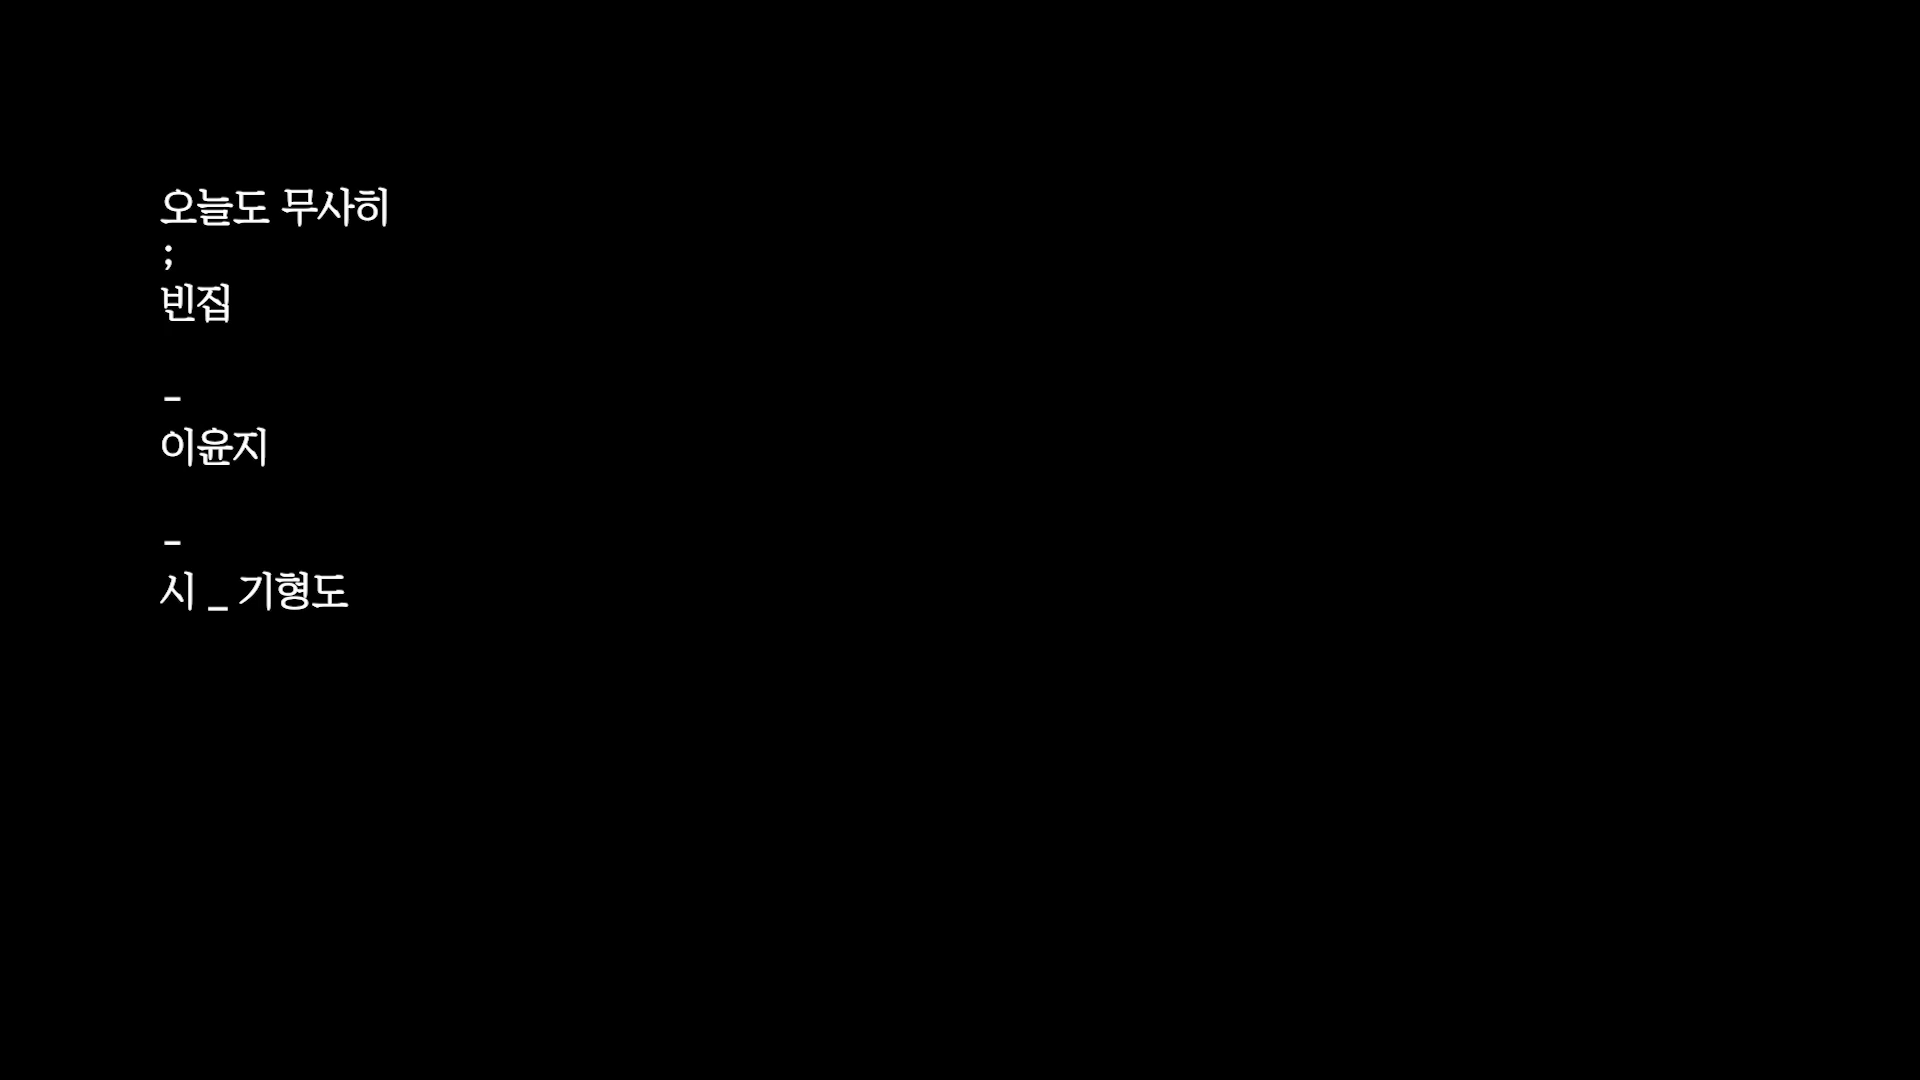 오늘도 무사히
;
빈집
-
이윤지
-
시 _ 기형도